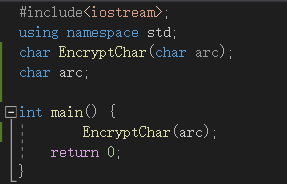 #include<iostream>;
using namespace std;
char EncryptChar(char arc);
char arc;
int main() {
EncryptChar(arc);
return 0;
}